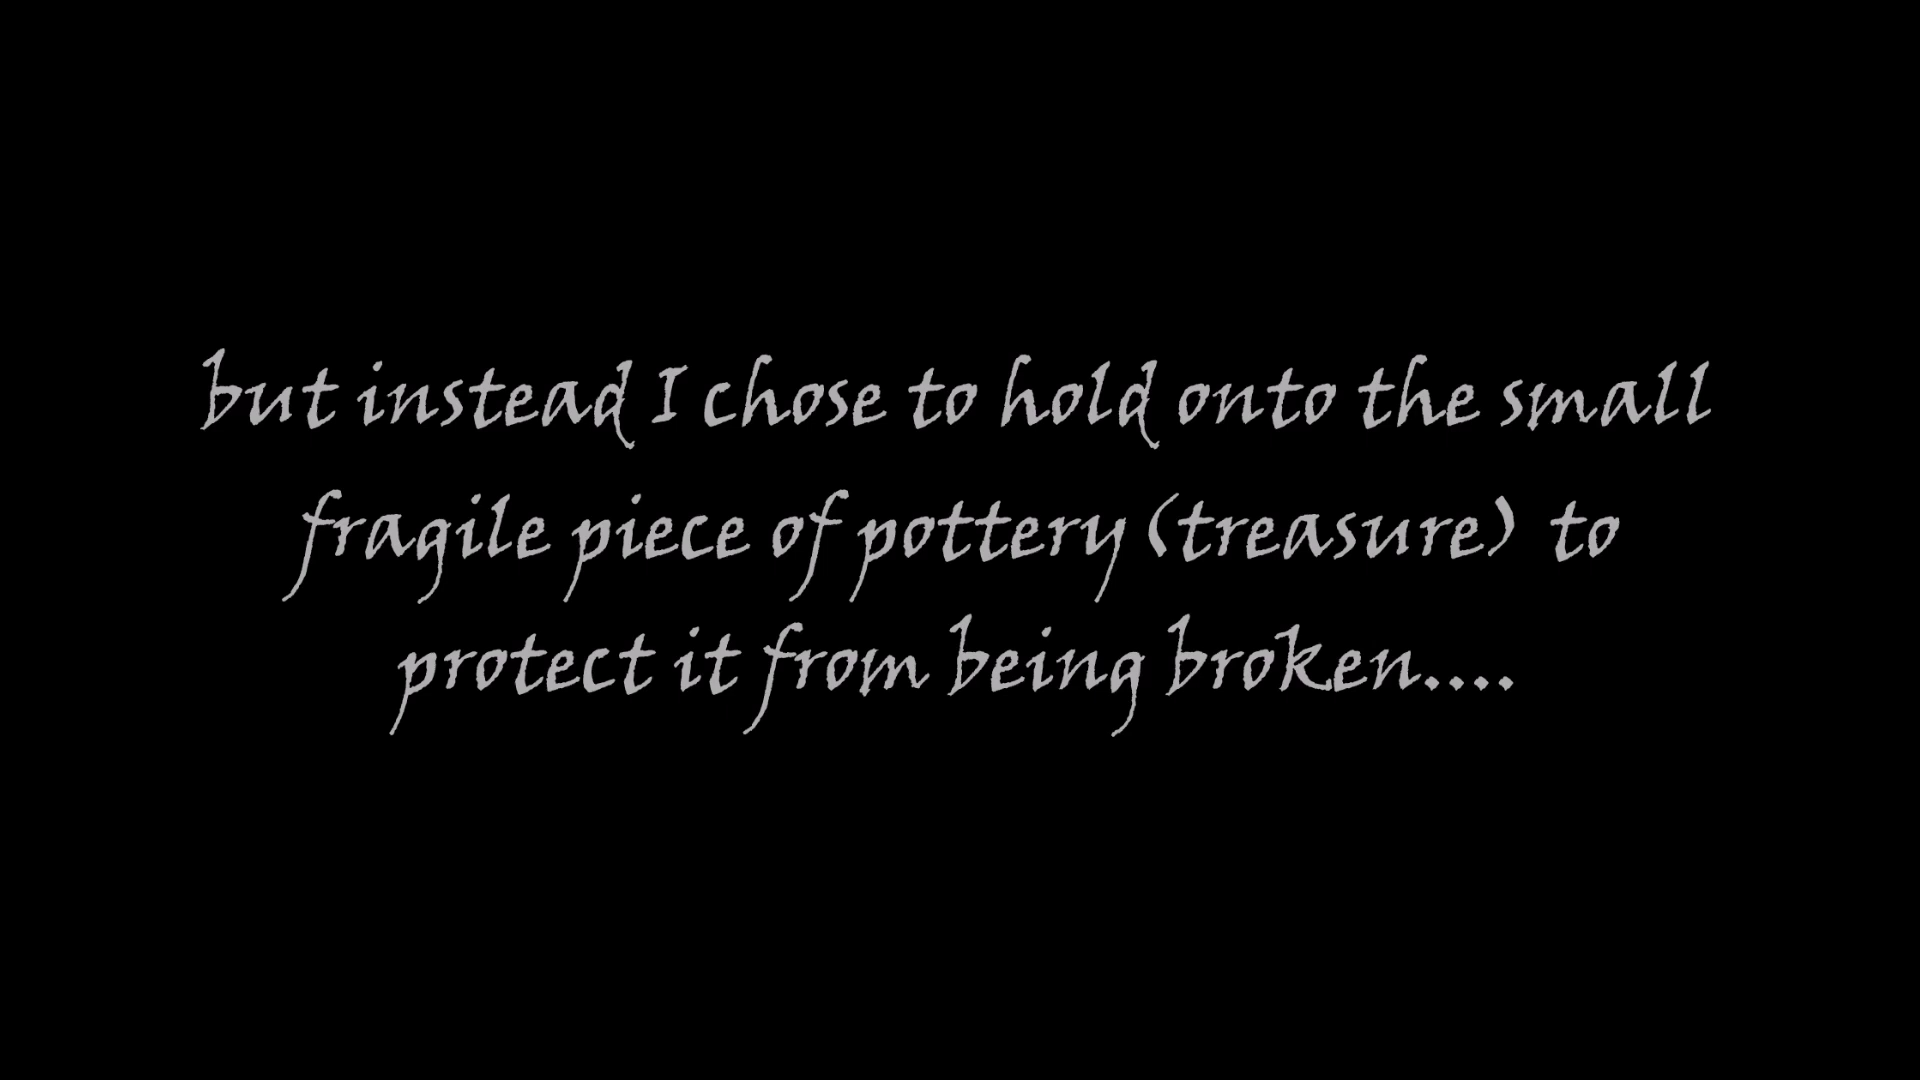 but instead I chose to hold onto the small
fragile piece of pottery (treasure) to
protect it from being broken....